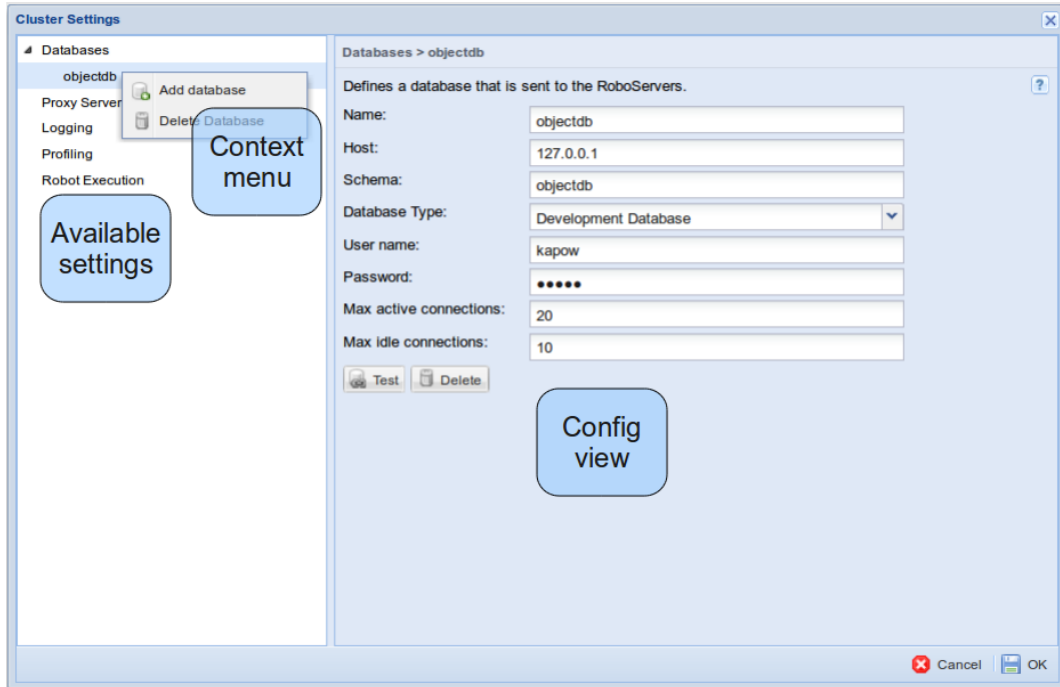 Cluster Settings
Databases
objectdb
Add database
Delete Database
Proxy Server
Logging
Profiling
Robot Execution
Context
menu
Available
settings
Databases > objectdb
Defines a database that is sent to the RoboServers.
?
Name:
objectdb
Host:
127.0.0.1
Schema:
objectdb
Database Type:
Development Database
User name:
kapow
Password:
●●●●●
Max active connections:
20
Max idle connections:
10
Test
Delete
Config
view
Cancel
OK